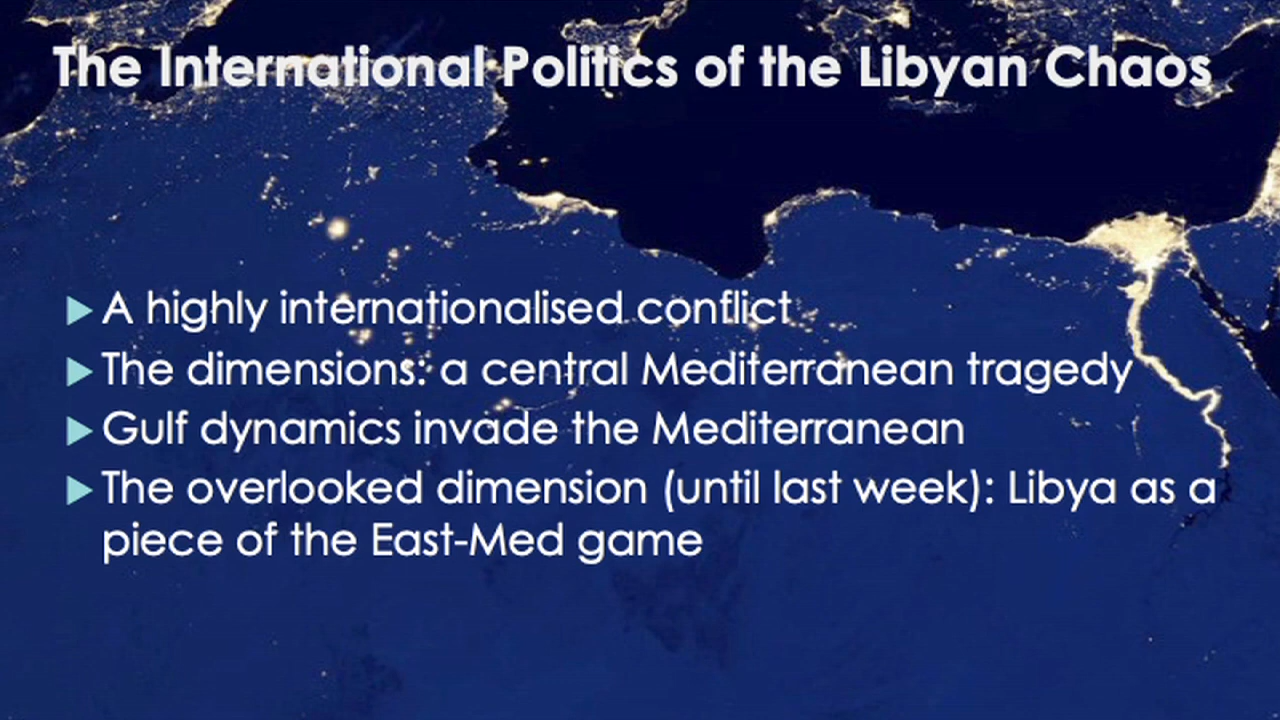 The International Politics of the Libyan Chaos
A highly internationalised conflict
The dimensions: a central Mediterranean tragedy
Gulf dynamics invade the Mediterranean
The overlooked dimension (until last week): Libya as a
piece of the East-Med game